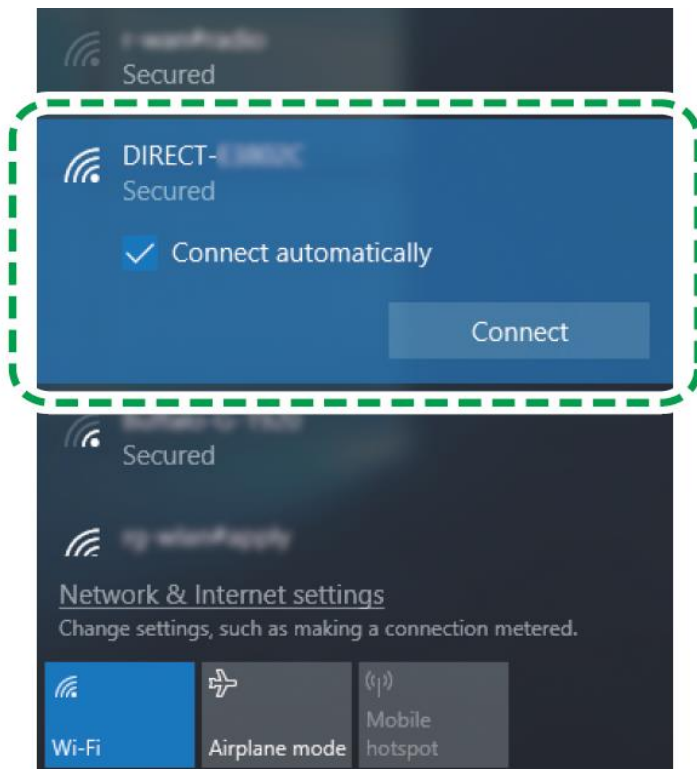 Secured
DIRECT-
Secured
Connect automatically
Connect
Secured
Network & Internet settings
Change settings, such as making a connection metered.
Wi-Fi
Airplane mode
Mobile
hotspot